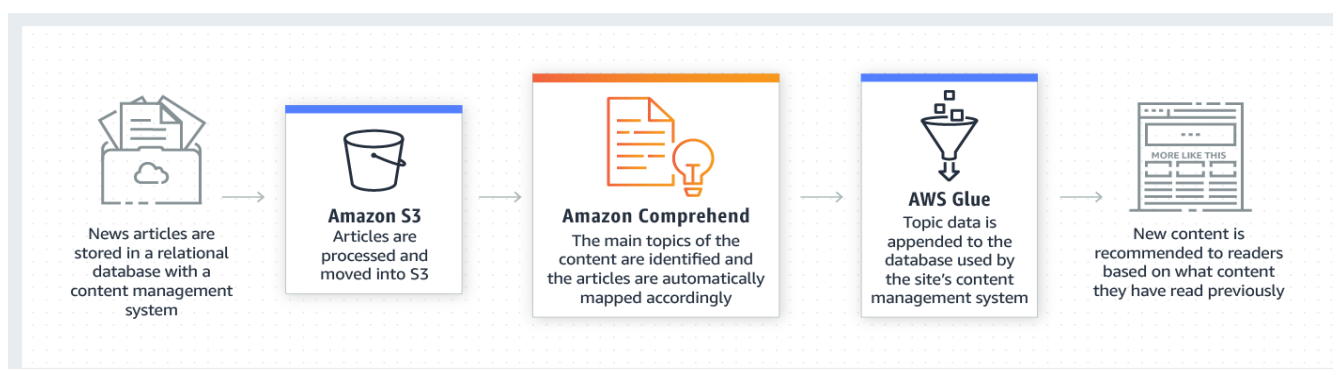 News articles are
stored in a relational
database with a
content management
system
Amazon S3
Articles are
processed and
moved into S3
Amazon Comprehend
The main topics of the
content are identified and
the articles are automatically
mapped accordingly
AWS Glue
Topic data is
appended to the
database used by
the site's content
management system
MORE LIKE THIS
New content is
recommended to readers
based on what content
they have read previously